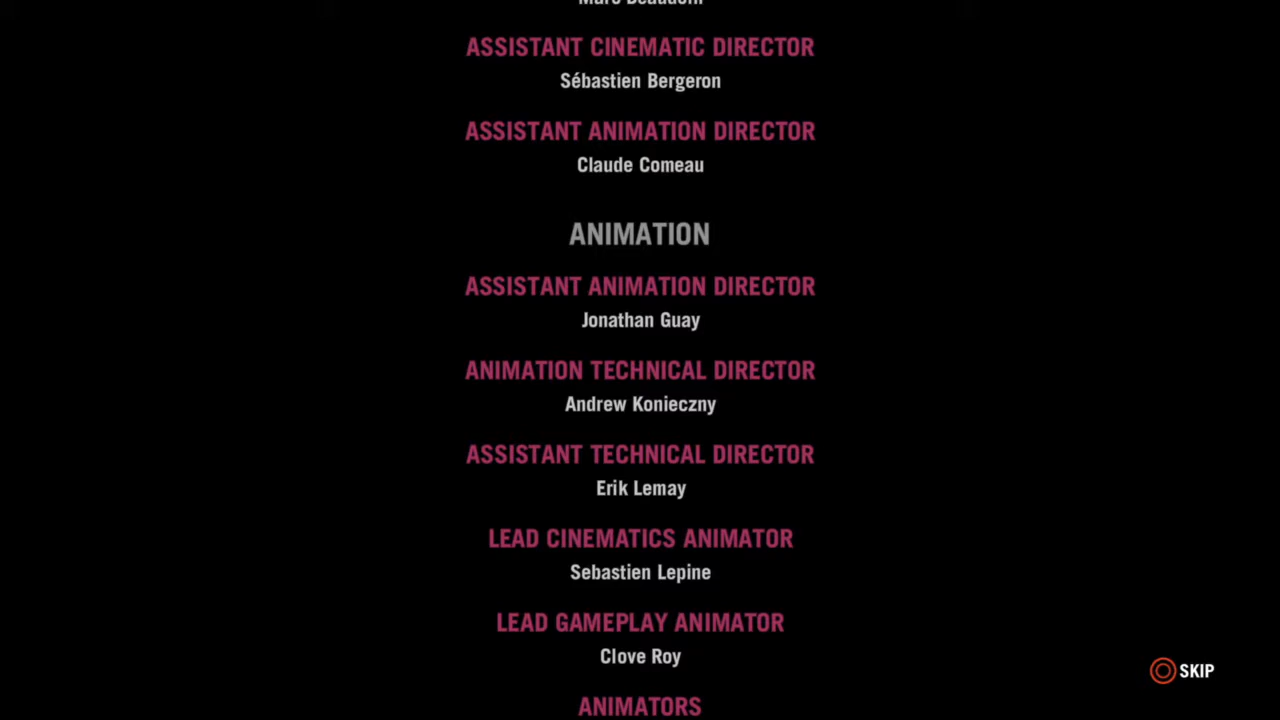 ASSISTANT CINEMATIC DIRECTOR
Sébastien Bergeron
ASSISTANT ANIMATION DIRECTOR
Claude Comeau
ANIMATION
ASSISTANT ANIMATION DIRECTOR
Jonathan Guay
ANIMATION TECHNICAL DIRECTOR
Andrew Konieczny
ASSISTANT TECHNICAL DIRECTOR
Erik Lemay
LEAD CINEMATICS ANIMATOR
Sebastien Lepine
LEAD GAMEPLAY ANIMATOR
Clove Roy
SKIP
ANIMATORS